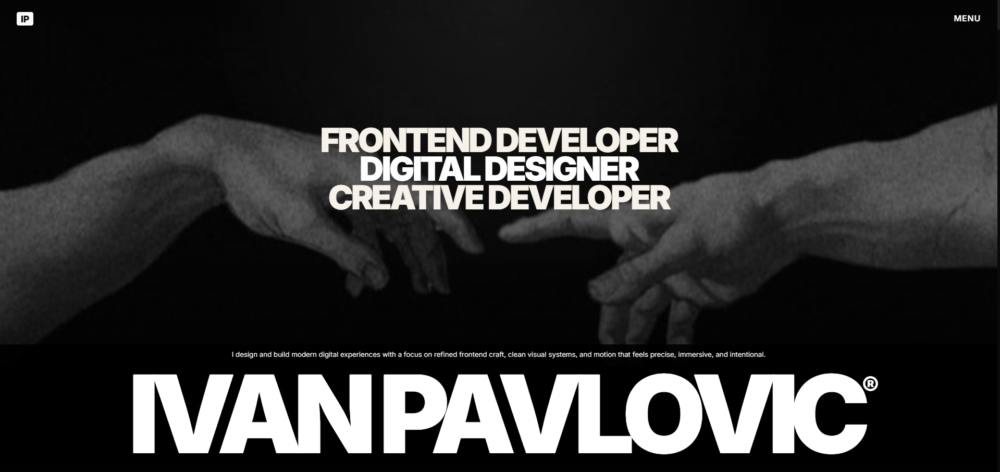 IP
MENU
FRONTEND DEVELOPER
DIGITAL DESIGNER
CREATIVE DEVELOPER
I design and build modern digital experiences with a focus on refined frontend craft, clean visual systems, and motion that feels precise, immersive, and intentional.
IVAN PAVLOVIC®